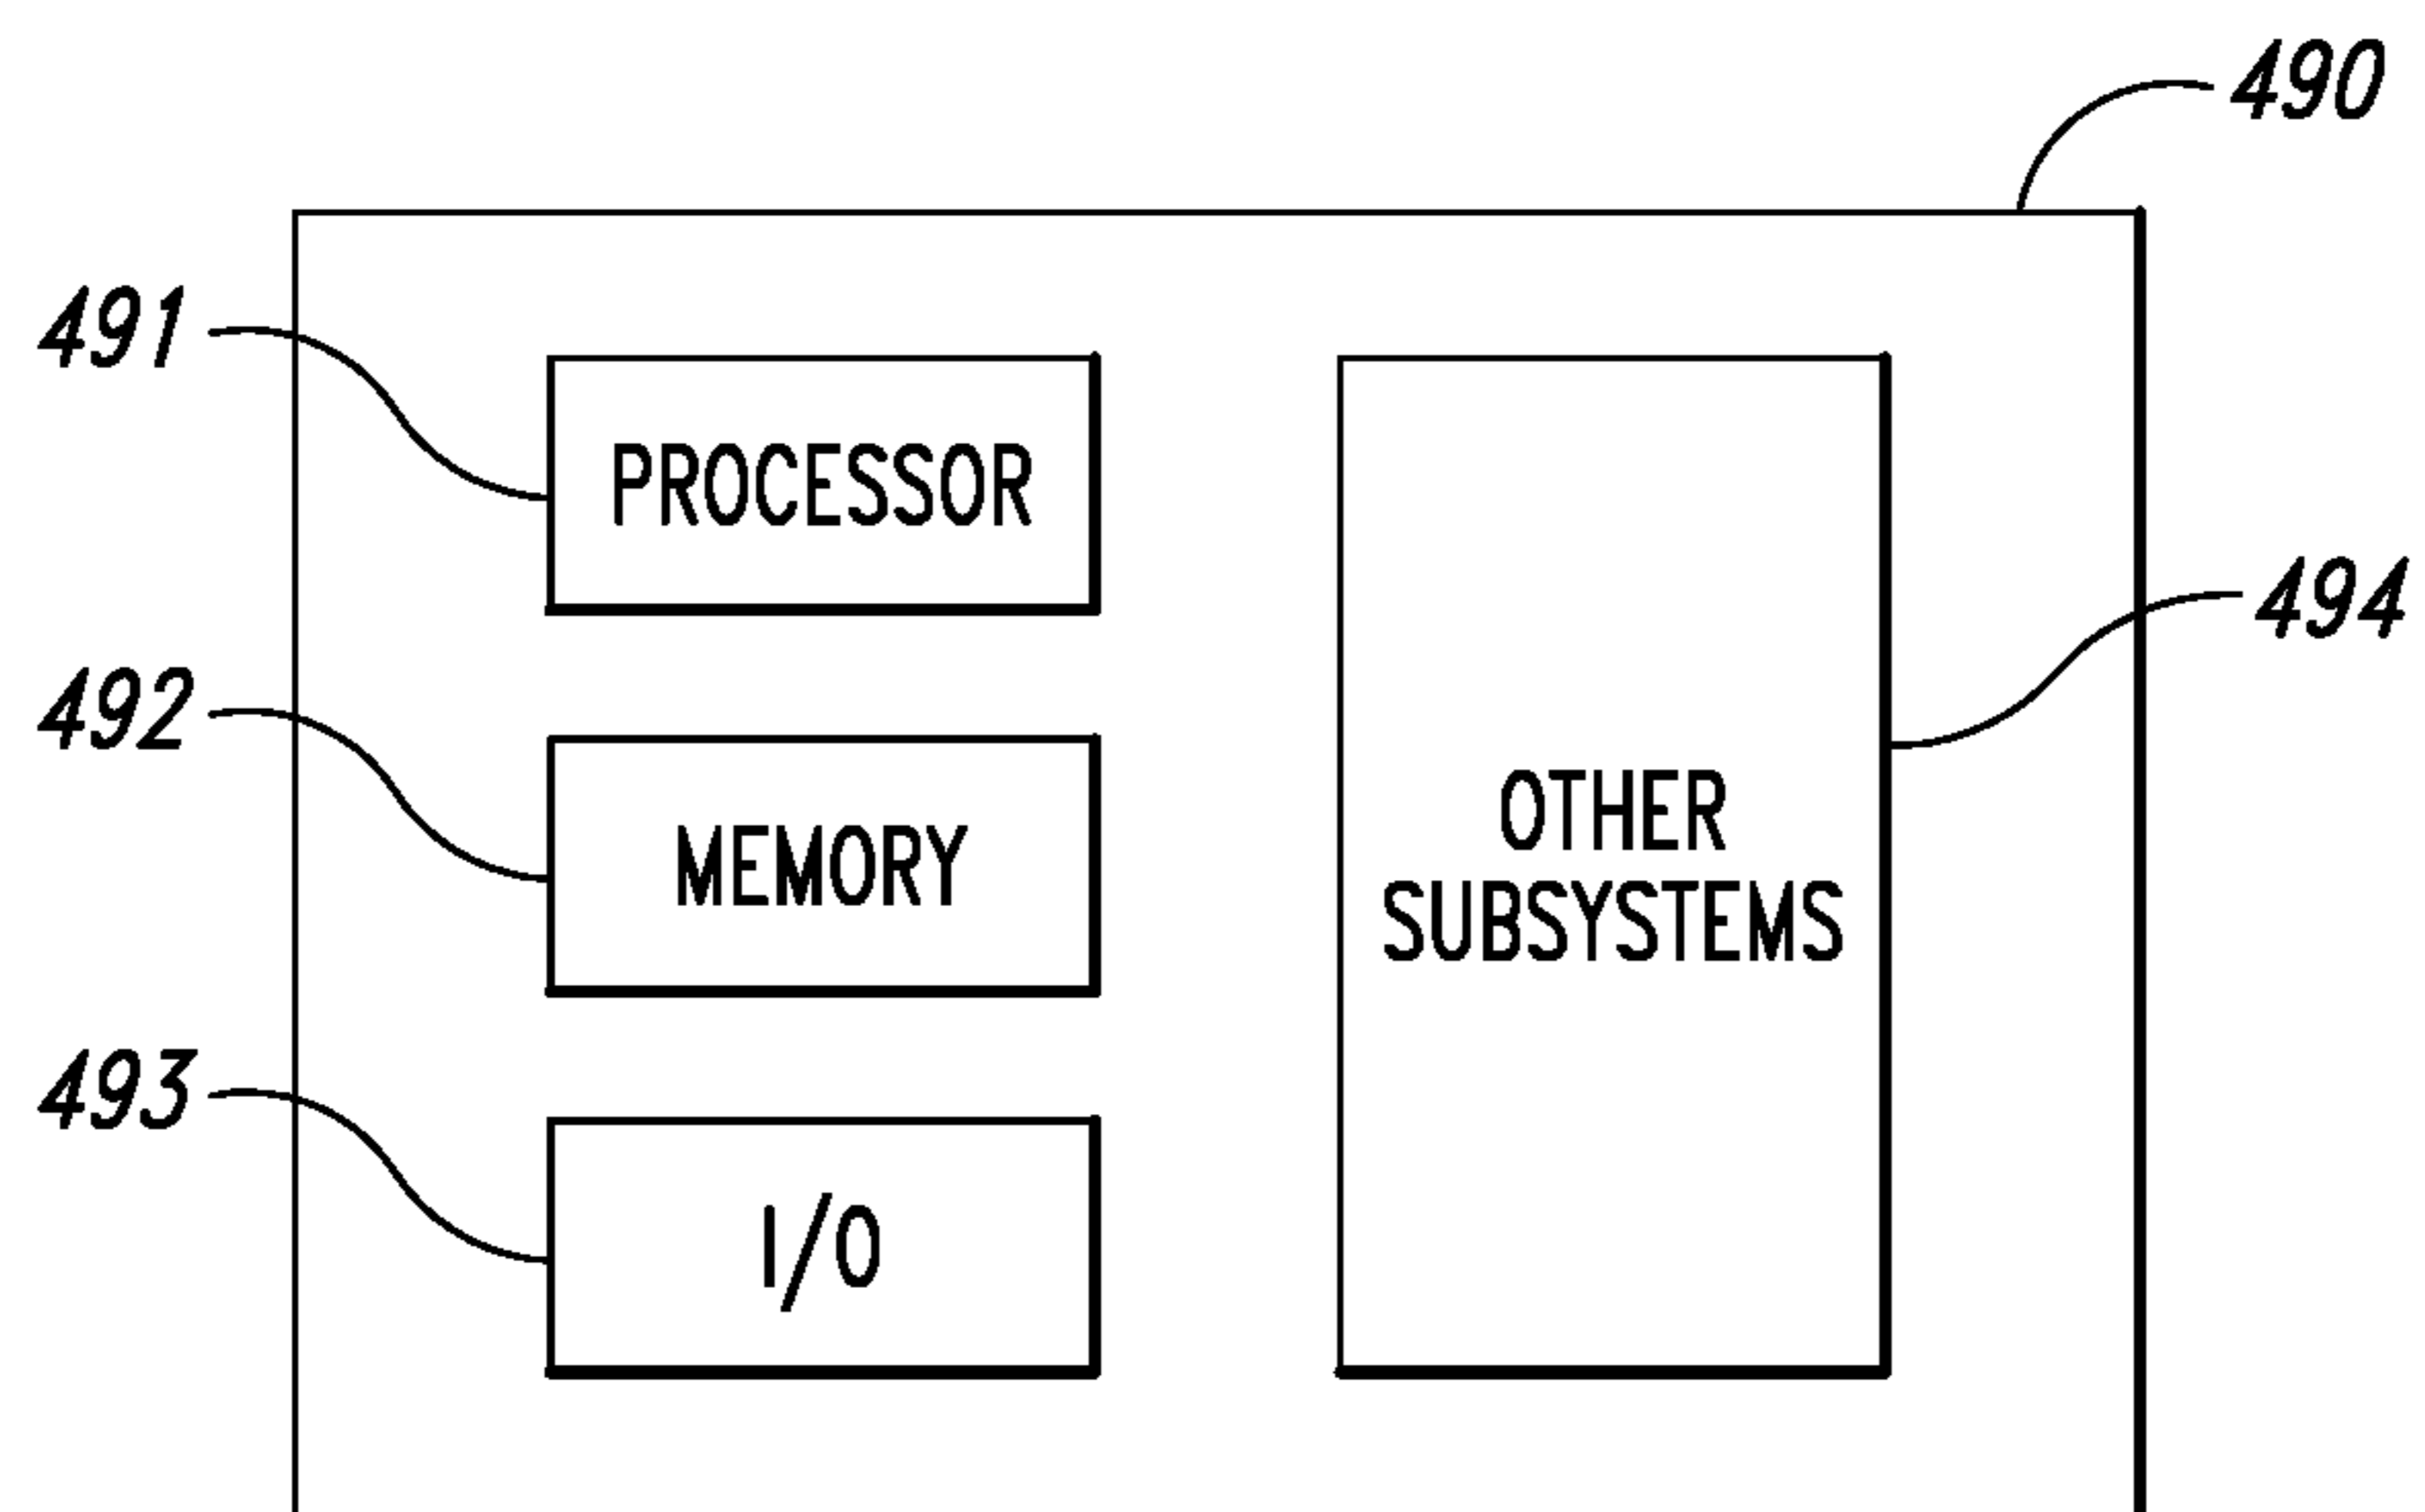 490
491
PROCESSOR
494
492
MEMORY
OTHER
SUBSYSTEMS
493
I/O